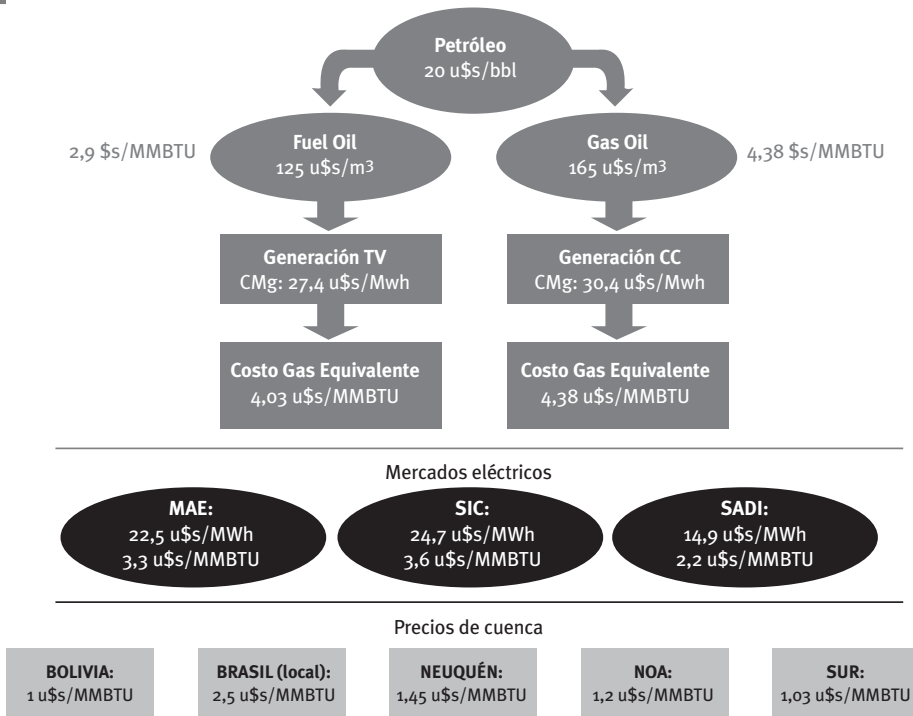 Petróleo
20 u$s/bbl
2,9 $s/MMBTU
Fuel Oil
125 u$s/m3
Gas Oil
165 u$s/m3
4,38 $s/MMBTU
Generación TV
CMg: 27,4 u$s/Mwh
Generación CC
CMg: 30,4 u$s/Mwh
Costo Gas Equivalente
4,03 u$s/MMBTU
Costo Gas Equivalente
4,38 u$s/MMBTU
Mercados eléctricos
MAE:
22,5 u$s/MWh
3,3 u$s/MMBTU
SIC:
24,7 u$s/MWh
3,6 u$s/MMBTU
SADI:
14,9 u$s/MWh
2,2 u$s/MMBTU
Precios de cuenca
BOLIVIA:
1 u$s/MMBTU
BRASIL (local):
2,5 u$s/MMBTU
NEUQUÉN:
1,45 u$s/MMBTU
NOA:
1,2 u$s/MMBTU
SUR:
1,03 u$s/MMBTU